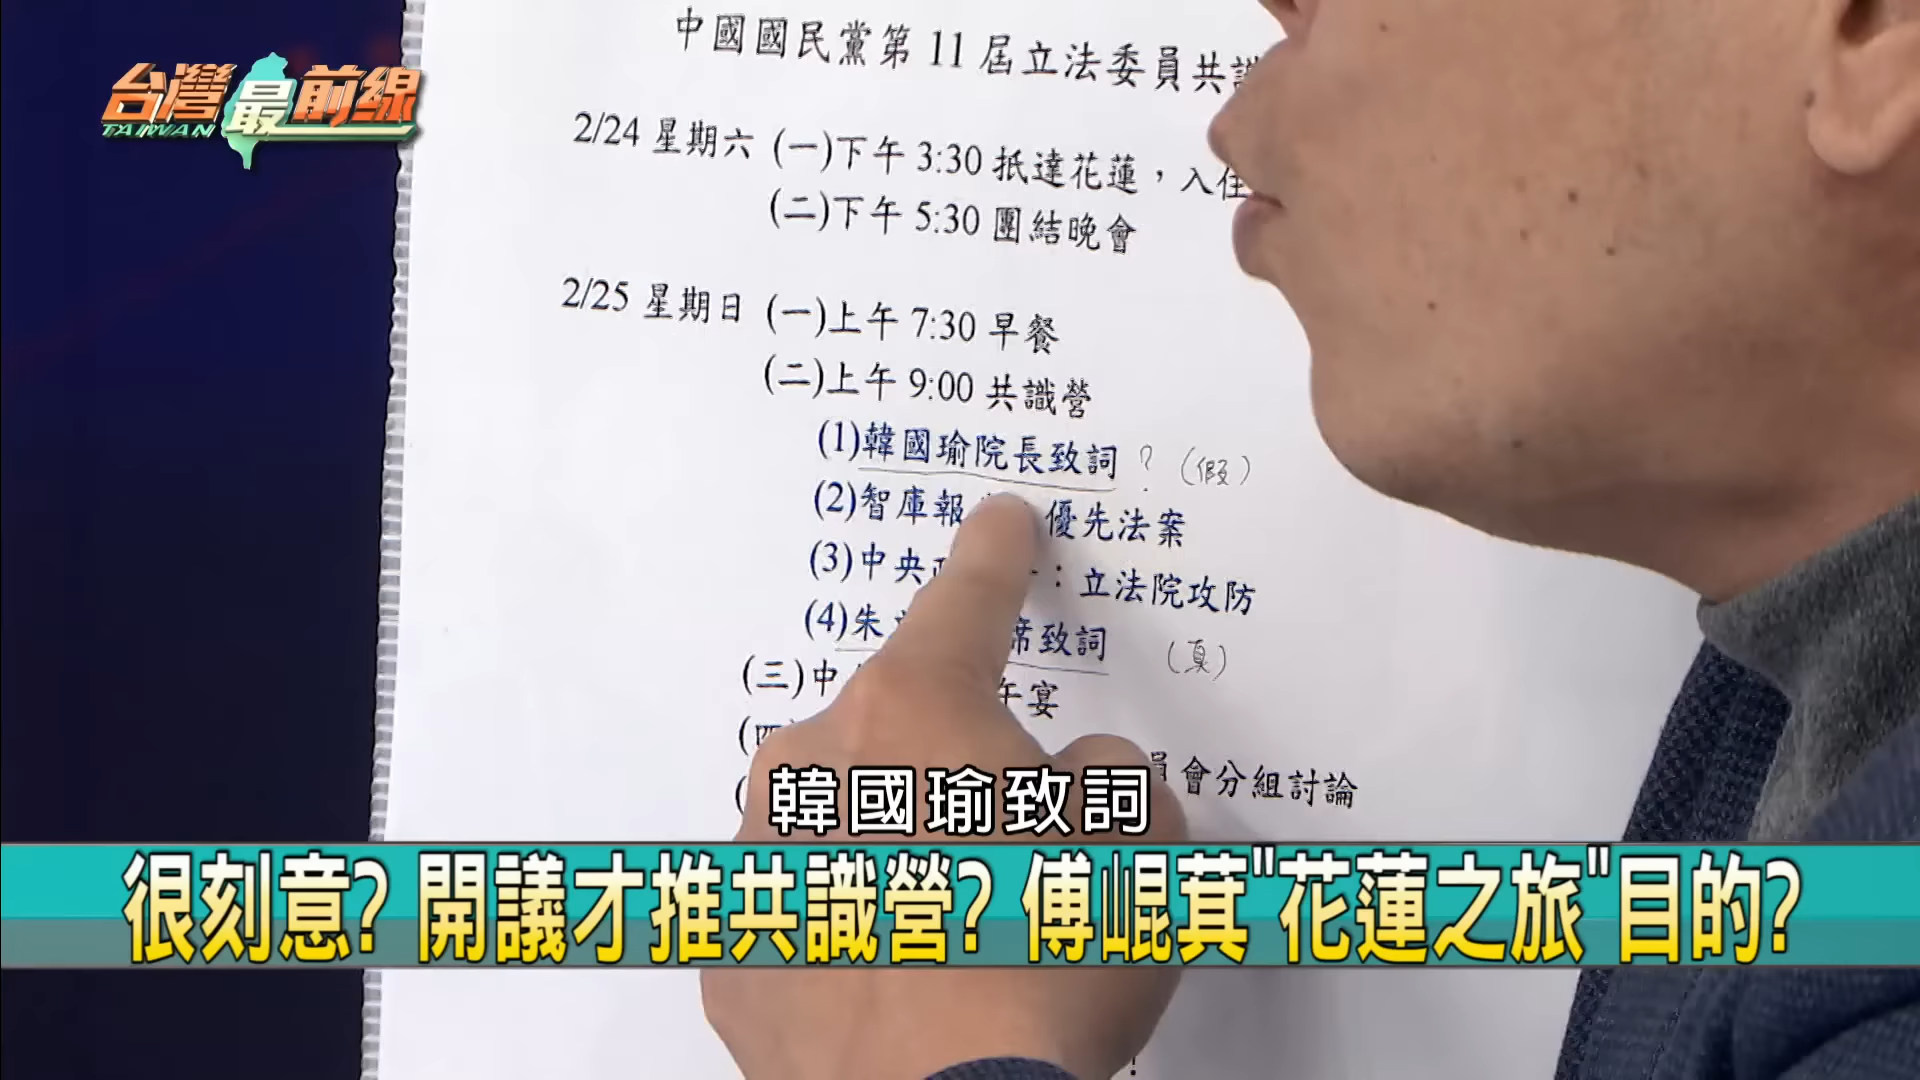 中國國民黨第11屆立法委員共識
台灣最前線
TAIWAN
2/24 星期六 (一)下午 3:30 抵達花蓮，入住
(二)下午 5:30 團結晚會
2/25 星期日 (一)上午 7:30 早餐
(二)上午 9:00 共識營
(1)韓國瑜院長致詞 ? (假)
(2)智庫報 優先法案
(3)中央政 : 立法院攻防
(4)朱 席致詞 (真)
(三)中 午宴
(四
員會分組討論
韓國瑜致詞
很刻意? 開議才推共識營? 傅崐萁"花蓮之旅"目的?